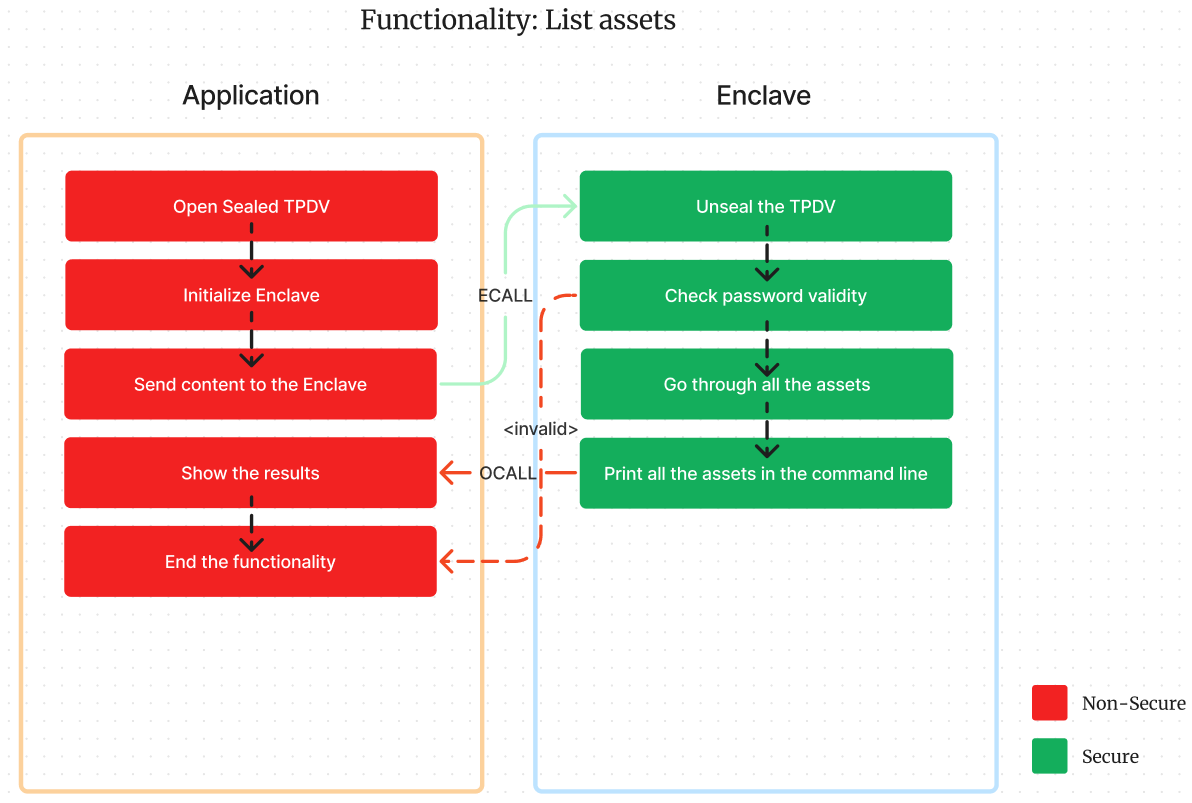 Functionality: List assets
Application
Enclave
Open Sealed TPDV
Initialize Enclave
Send content to the Enclave
Show the results
End the functionality
ECALL
<invalid>
OCALL
Unseal the TPDV
Check password validity
Go through all the assets
Print all the assets in the command line
Non-Secure
Secure